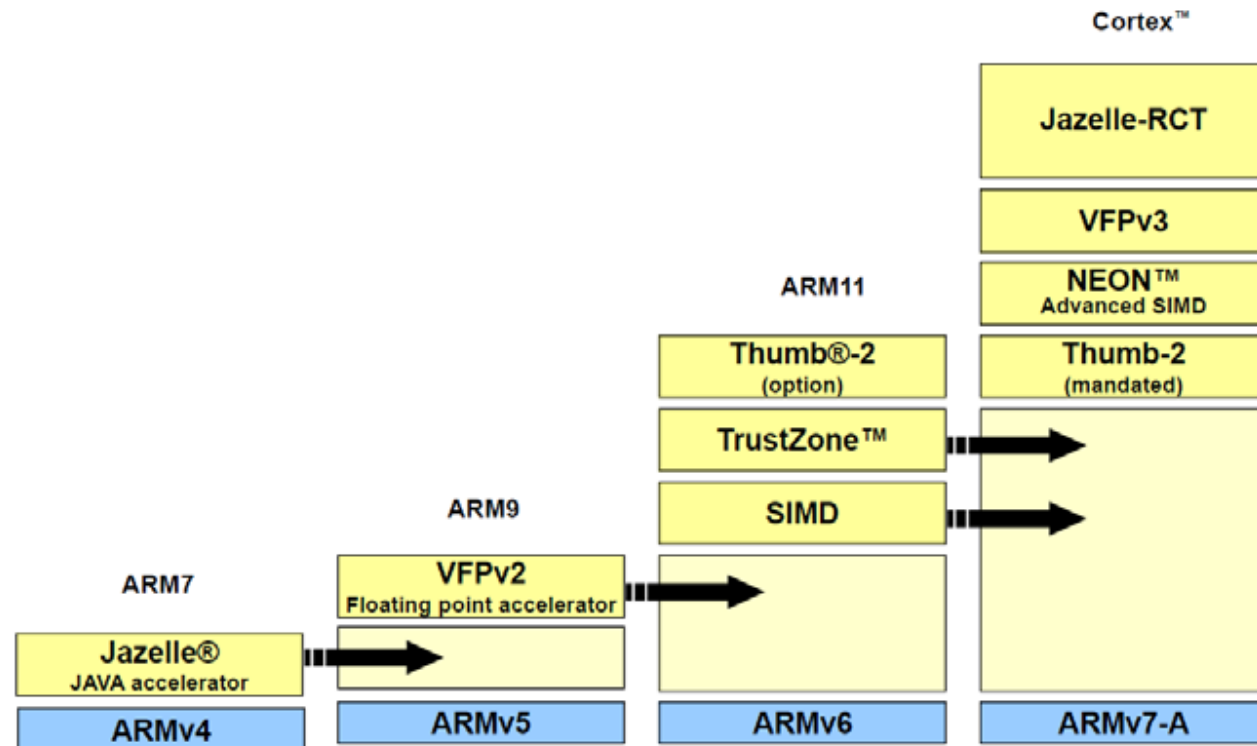 Cortex™
Jazelle-RCT
VFPv3
NEON™
Advanced SIMD
Thumb-2
(mandated)
ARMv7-A
ARM11
Thumb®-2
(option)
TrustZone™
SIMD
ARMv6
ARM9
VFPv2
Floating point accelerator
ARMv5
ARM7
Jazelle®
JAVA accelerator
ARMv4